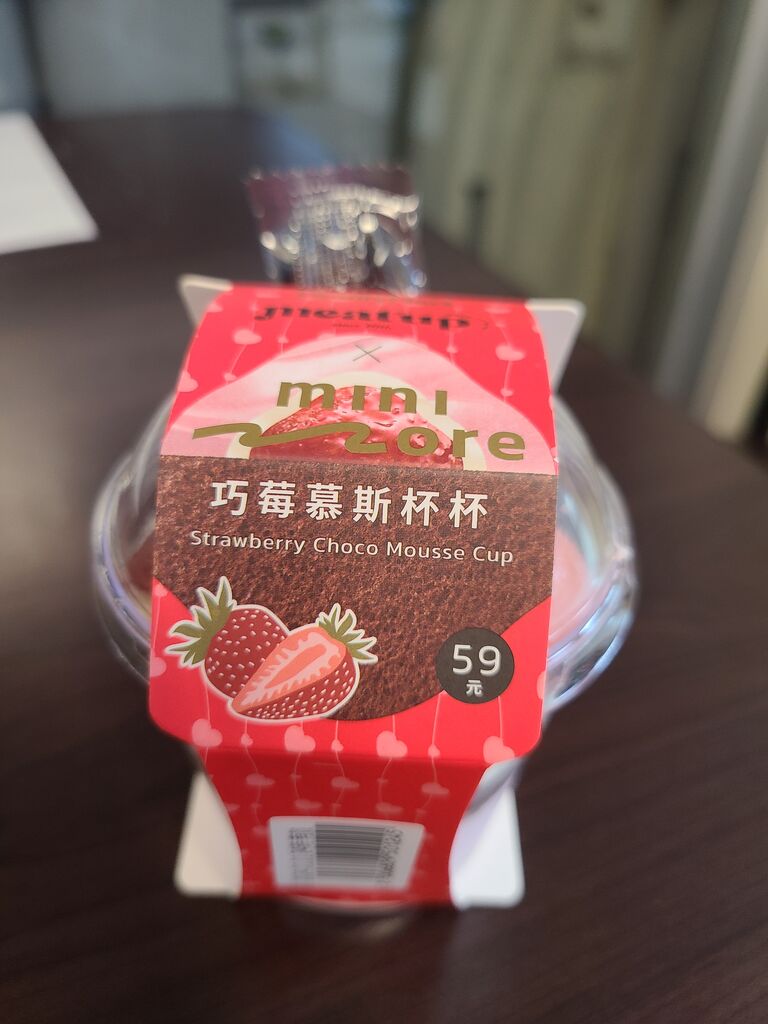 mini
more
巧莓慕斯杯杯
Strawberry Choco Mousse Cup
59
元